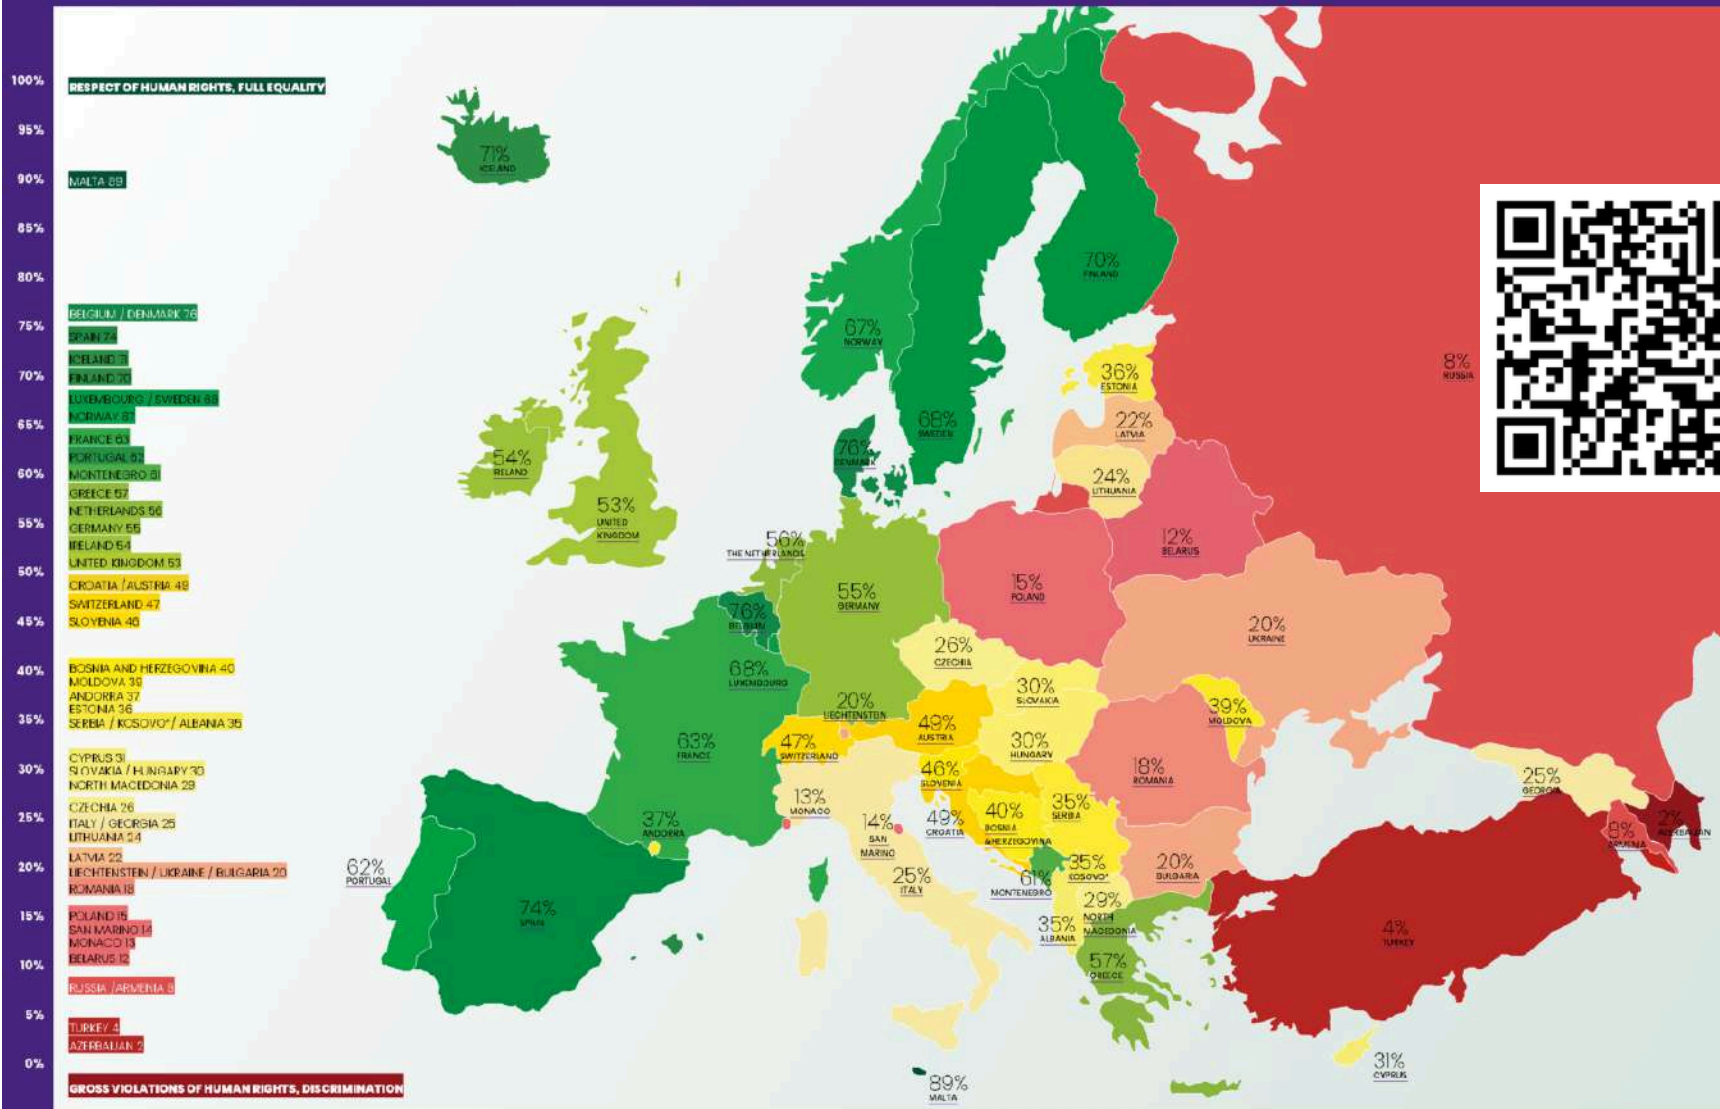 100%
95%
90%
85%
80%
75%
70%
65%
60%
55%
50%
45%
40%
35%
30%
25%
20%
15%
10%
5%
0%
RESPECT OF HUMAN RIGHTS, FULL EQUALITY
MALTA 89
BELGIUM / DENMARK 76
SPAIN 74
ICELAND 71
FINLAND 70
LUXEMBOURG / SWEDEN 68
NORWAY 67
FRANCE 63
PORTUGAL 62
MONTENEGRO 61
GREECE 57
NETHERLANDS 56
GERMANY 55
IRELAND 54
UNITED KINGDOM 53
CROATIA / AUSTRIA 49
SWITZERLAND 47
SLOVENIA 46
BOSNIA AND HERZEGOVINA 40
MOLDOVA 39
ANDORRA 37
ESTONIA 36
SERBIA / KOSOVO* / ALBANIA 35
CYPRUS 31
SLOVAKIA / HUNGARY 30
NORTH MACEDONIA 29
CZECHIA 26
ITALY / GEORGIA 25
LITHUANIA 24
LATVIA 22
LIECHTENSTEIN / UKRAINE / BULGARIA 20
ROMANIA 18
POLAND 15
SAN MARINO 14
MONACO 13
BELARUS 12
RUSSIA / ARMENIA 8
TURKEY 4
AZERBAIJAN 2
GROSS VIOLATIONS OF HUMAN RIGHTS, DISCRIMINATION
71%
ICELAND
70%
FINLAND
67%
NORWAY
68%
SWEDEN
36%
ESTONIA
8%
RUSSIA
22%
LATVIA
76%
DENMARK
54%
IRELAND
24%
LITHUANIA
53%
UNITED
KINGDOM
12%
BELARUS
56%
THE NETHERLANDS
55%
GERMANY
15%
POLAND
76%
BELGIUM
20%
UKRAINE
26%
CZECHIA
68%
LUXEMBOURG
30%
SLOVAKIA
20%
LIECHTENSTEIN
39%
MOLDOVA
49%
AUSTRIA
63%
FRANCE
47%
SWITZERLAND
30%
HUNGARY
46%
SLOVENIA
18%
ROMANIA
25%
GEORGIA
13%
MONACO
35%
SERBIA
40%
BOSNIA
&HERZEGOVINA
49%
CROATIA
37%
ANDORRA
14%
SAN
MARINO
2%
AZERBAIJAN
8%
ARMENIA
62%
PORTUGAL
35%
KOSOVO*
20%
BULGARIA
25%
ITALY
61%
MONTENEGRO
74%
SPAIN
29%
NORTH
MACEDONIA
35%
ALBANIA
4%
TURKEY
57%
GREECE
31%
CYPRUS
89%
MALTA